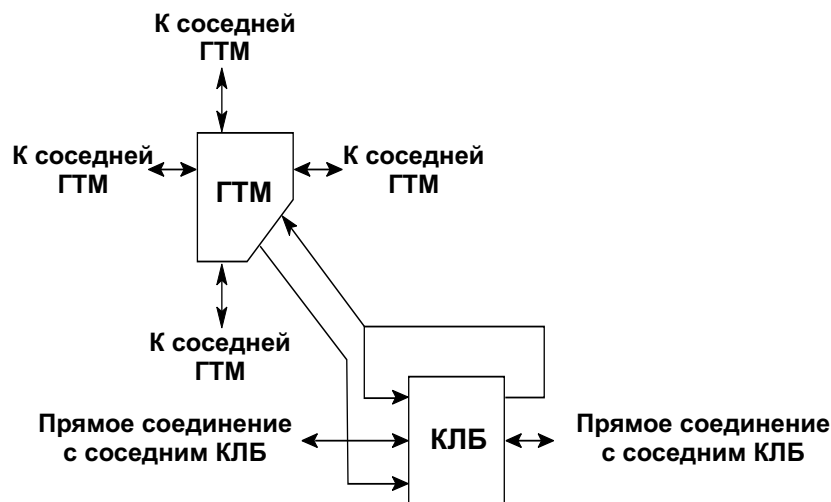 К соседней
ГТМ
К соседней
ГТМ
ГТМ
К соседней
ГТМ
К соседней
ГТМ
Прямое соединение
с соседним КЛБ
КЛБ
Прямое соединение
с соседним КЛБ